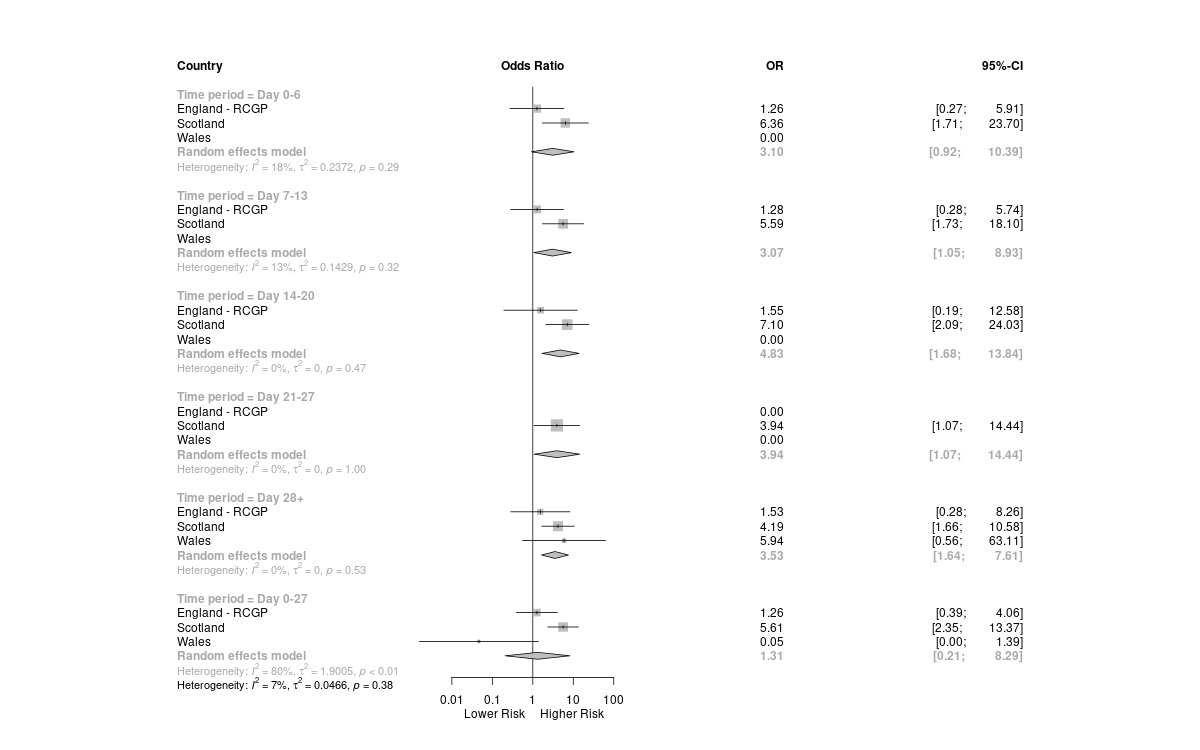 Country Odds Ratio OR 95%-CI
Time period = Day 0-6
England - RCGP 1.26 [0.27; 5.91]
Scotland 6.36 [1.71; 23.70]
Wales 0.00
Random effects model 3.10 [0.92; 10.39]
Heterogeneity: I² = 18%, τ² = 0.2372, p = 0.29
Time period = Day 7-13
England - RCGP 1.28 [0.28; 5.74]
Scotland 5.59 [1.73; 18.10]
Wales
Random effects model 3.07 [1.05; 8.93]
Heterogeneity: I² = 13%, τ² = 0.1429, p = 0.32
Time period = Day 14-20
England - RCGP 1.55 [0.19; 12.58]
Scotland 7.10 [2.09; 24.03]
Wales 0.00
Random effects model 4.83 [1.68; 13.84]
Heterogeneity: I² = 0%, τ² = 0, p = 0.47
Time period = Day 21-27
England - RCGP 0.00
Scotland 3.94 [1.07; 14.44]
Wales 0.00
Random effects model 3.94 [1.07; 14.44]
Heterogeneity: I² = 0%, τ² = 0, p = 1.00
Time period = Day 28+
England - RCGP 1.53 [0.28; 8.26]
Scotland 4.19 [1.66; 10.58]
Wales 5.94 [0.56; 63.11]
Random effects model 3.53 [1.64; 7.61]
Heterogeneity: I² = 0%, τ² = 0, p = 0.53
Time period = Day 0-27
England - RCGP 1.26 [0.39; 4.06]
Scotland 5.61 [2.35; 13.37]
Wales 0.05 [0.00; 1.39]
Random effects model 1.31 [0.21; 8.29]
Heterogeneity: I² = 80%, τ² = 1.9005, p < 0.01
Heterogeneity: I² = 7%, τ² = 0.0466, p = 0.38
0.01 0.1 1 10 100
Lower Risk Higher Risk